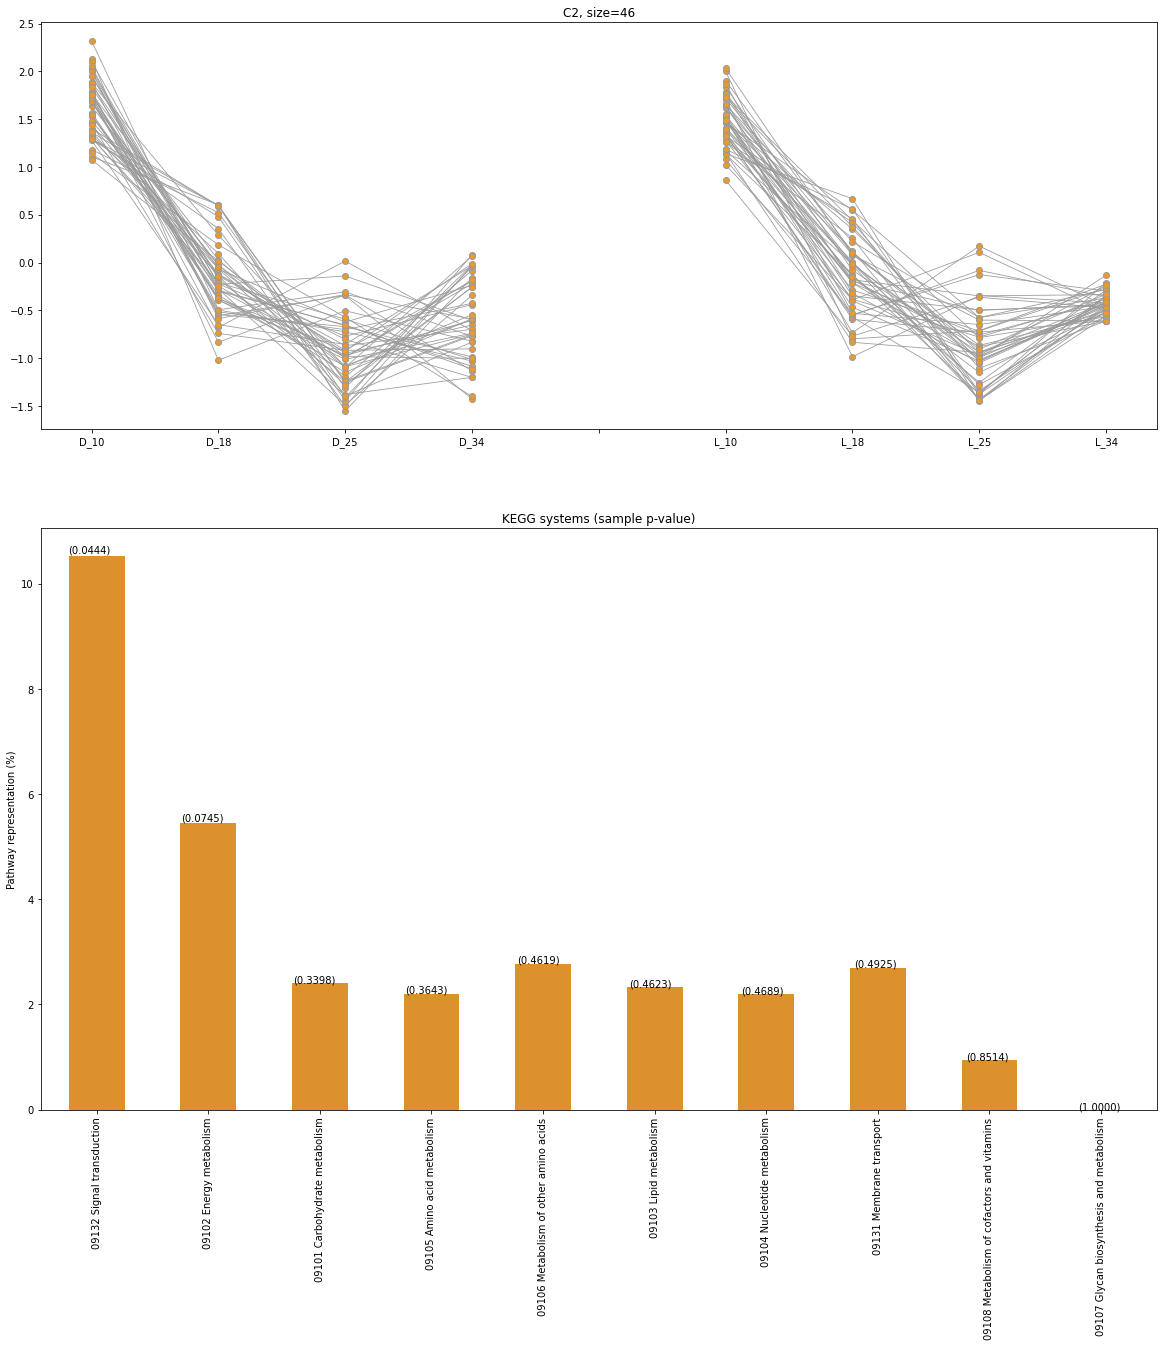 C2, size=46
2.5
2.0
1.5
1.0
0.5
0.0
−0.5
−1.0
−1.5
D_10 D_18 D_25 D_34 L_10 L_18 L_25 L_34
KEGG systems (sample p-value)
Pathway representation (%)
10
8
6
4
2
0
(0.0444)
(0.0745)
(0.3398)
(0.3643)
(0.4619)
(0.4623)
(0.4689)
(0.4925)
(0.8514)
(1.0000)
09132 Signal transduction
09102 Energy metabolism
09101 Carbohydrate metabolism
09105 Amino acid metabolism
09106 Metabolism of other amino acids
09103 Lipid metabolism
09104 Nucleotide metabolism
09131 Membrane transport
09108 Metabolism of cofactors and vitamins
09107 Glycan biosynthesis and metabolism